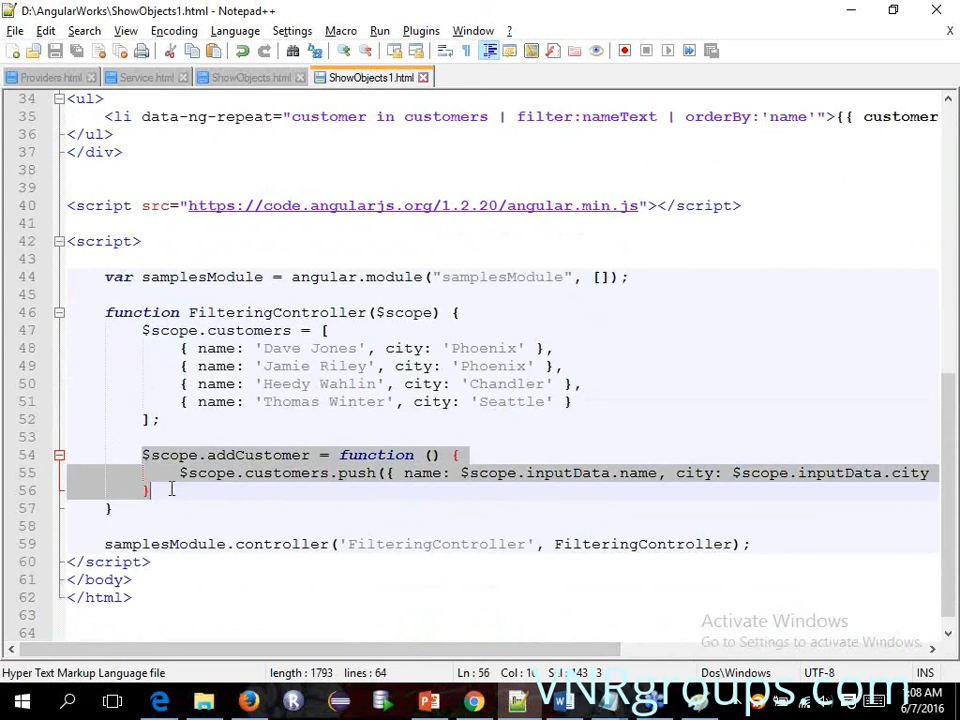 D:\AngularWorks\ShowObjects1.html - Notepad++
File Edit Search View Encoding Language Settings Macro Run Plugins Window ? X
Providers.html Service.html ShowObjects.html ShowObjects1.html
34 <ul>
35 <li data-ng-repeat="customer in customers | filter:nameText | orderBy:'name'">{{ customer
36 </ul>
37 </div>
38
39
40 <script src="https://code.angularjs.org/1.2.20/angular.min.js"></script>
41
42 <script>
43
44 var samplesModule = angular.module("samplesModule", []);
45
46 function FilteringController($scope) {
47 $scope.customers = [
48 { name: 'Dave Jones', city: 'Phoenix' },
49 { name: 'Jamie Riley', city: 'Phoenix' },
50 { name: 'Heedy Wahlin', city: 'Chandler' },
51 { name: 'Thomas Winter', city: 'Seattle' }
52 ];
53
54 $scope.addCustomer = function () {
55 $scope.customers.push({ name: $scope.inputData.name, city: $scope.inputData.city
56 }
57 }
58
59 samplesModule.controller('FilteringController', FilteringController);
60 </script>
61 </body>
62 </html>
63
64
Activate Windows
Go to Settings to activate Windows.
Hyper Text Markup Language file length : 1793 lines : 64 Ln : 56 Dos\Windows UTF-8 INS
VNRgroups.com
1:08 AM
6/7/2016